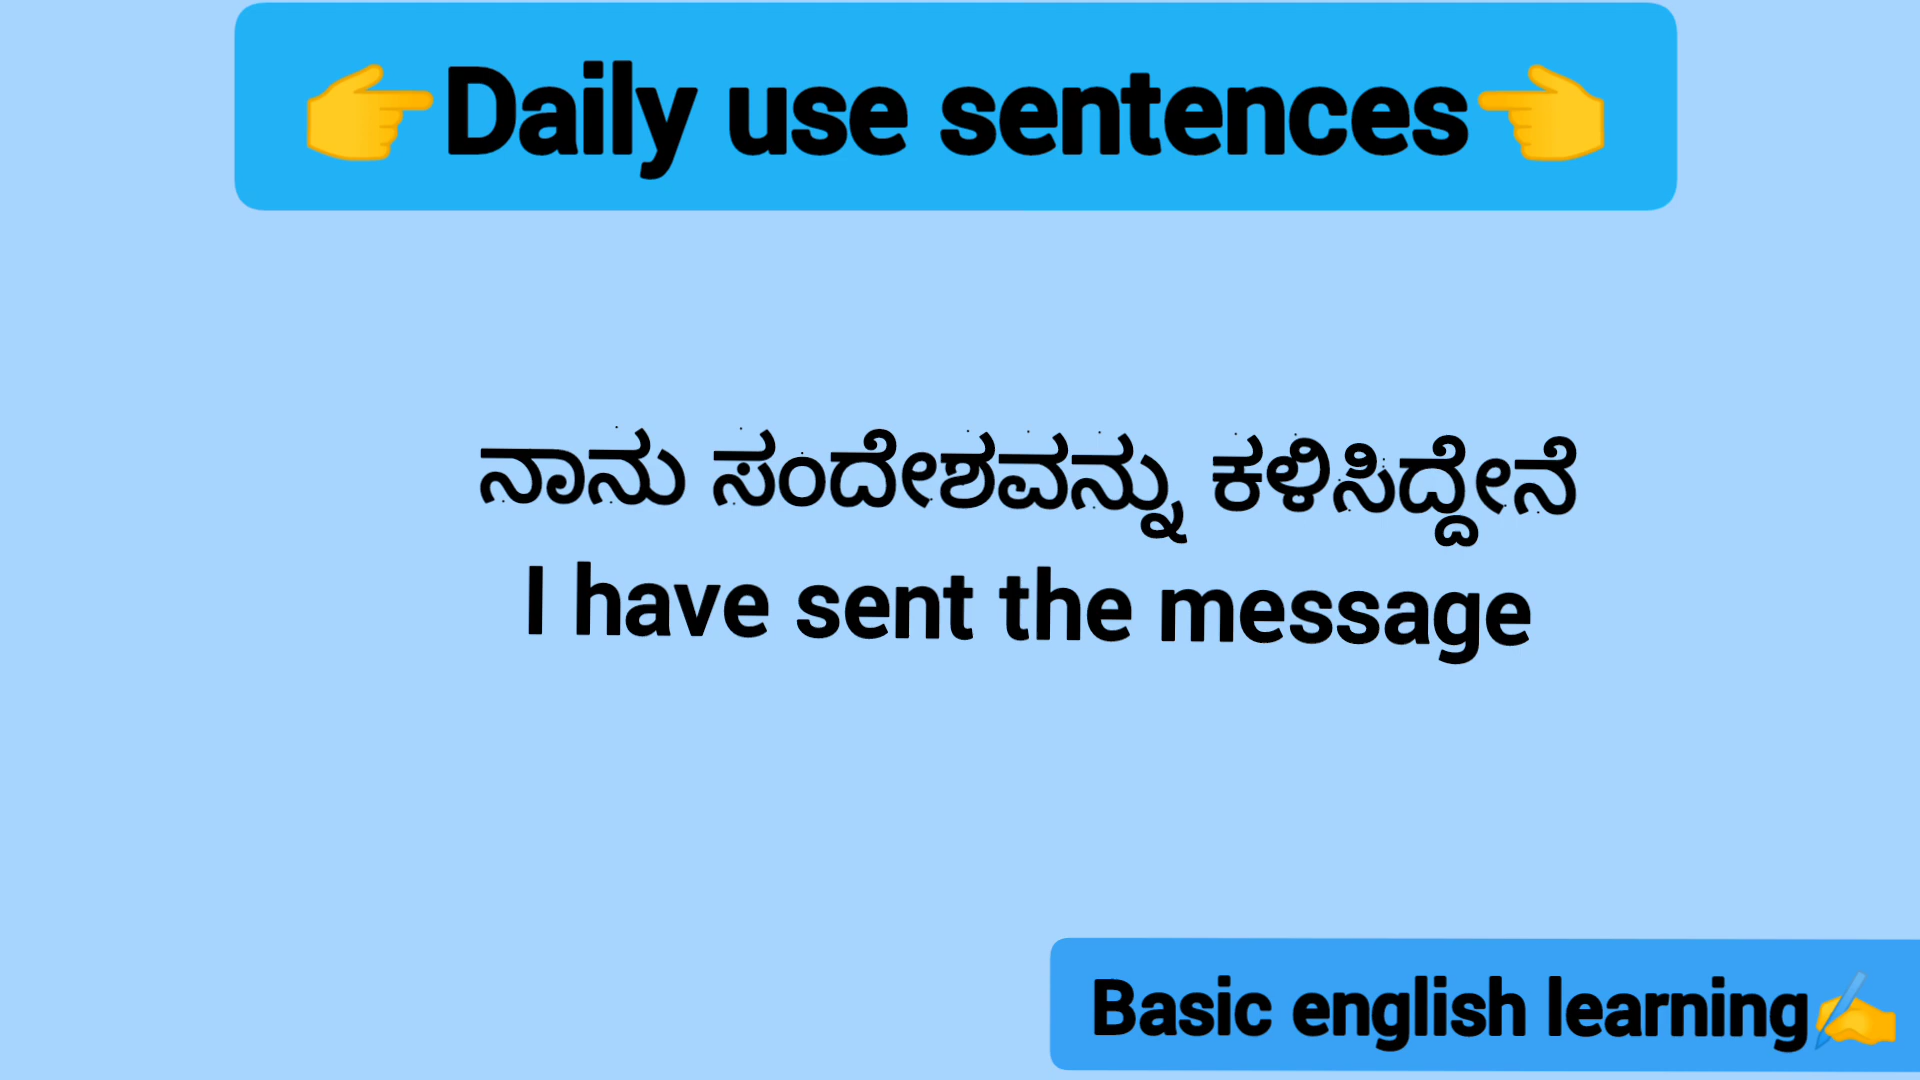 👉Daily use sentences👈
ನಾನು ಸಂದೇಶವನ್ನು ಕಳಿಸಿದ್ದೇನೆ
I have sent the message
Basic english learning✍️